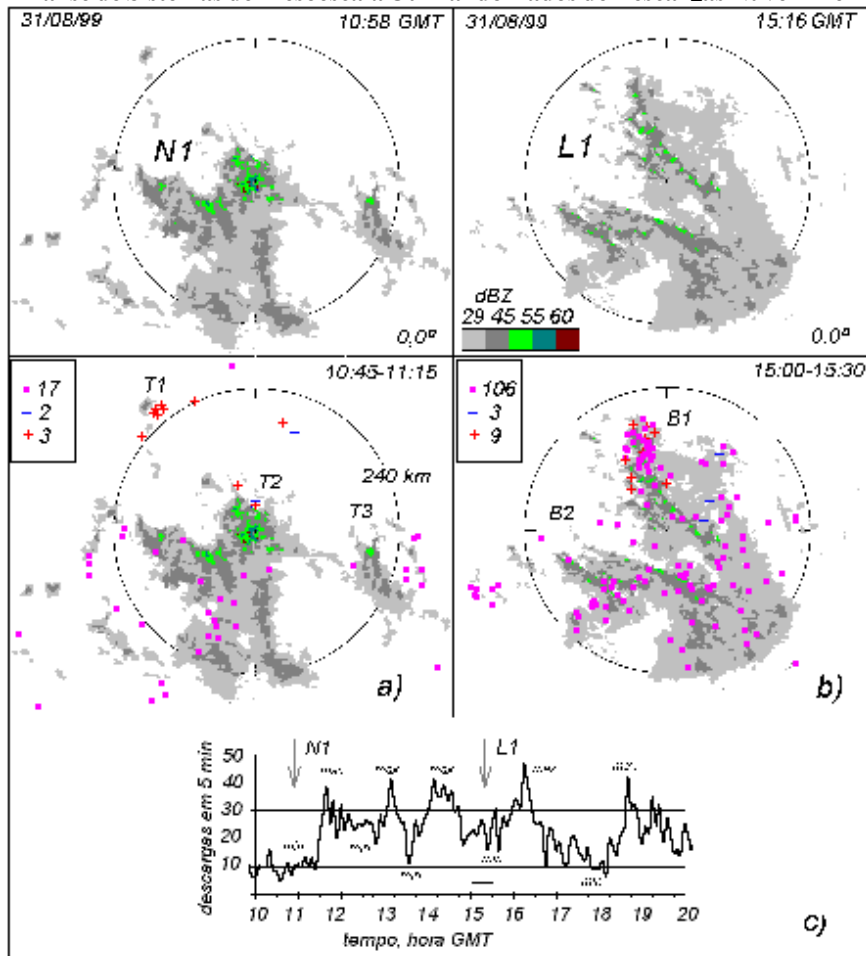 31/08/99 10:58 GMT
N1
0.0º
31/08/99 15:16 GMT
L1
dBZ
29 45 55 60
0.0º
17
2
3
T1
10:45-11:15
T2
240 km
T3
a)
106
3
9
15:00-15:30
B1
B2
b)
descargas em 5 min
50
40
30
20
10
N1
L1
min
10 11 12 13 14 15 16 17 18 19 20
tempo, hora GMT
c)